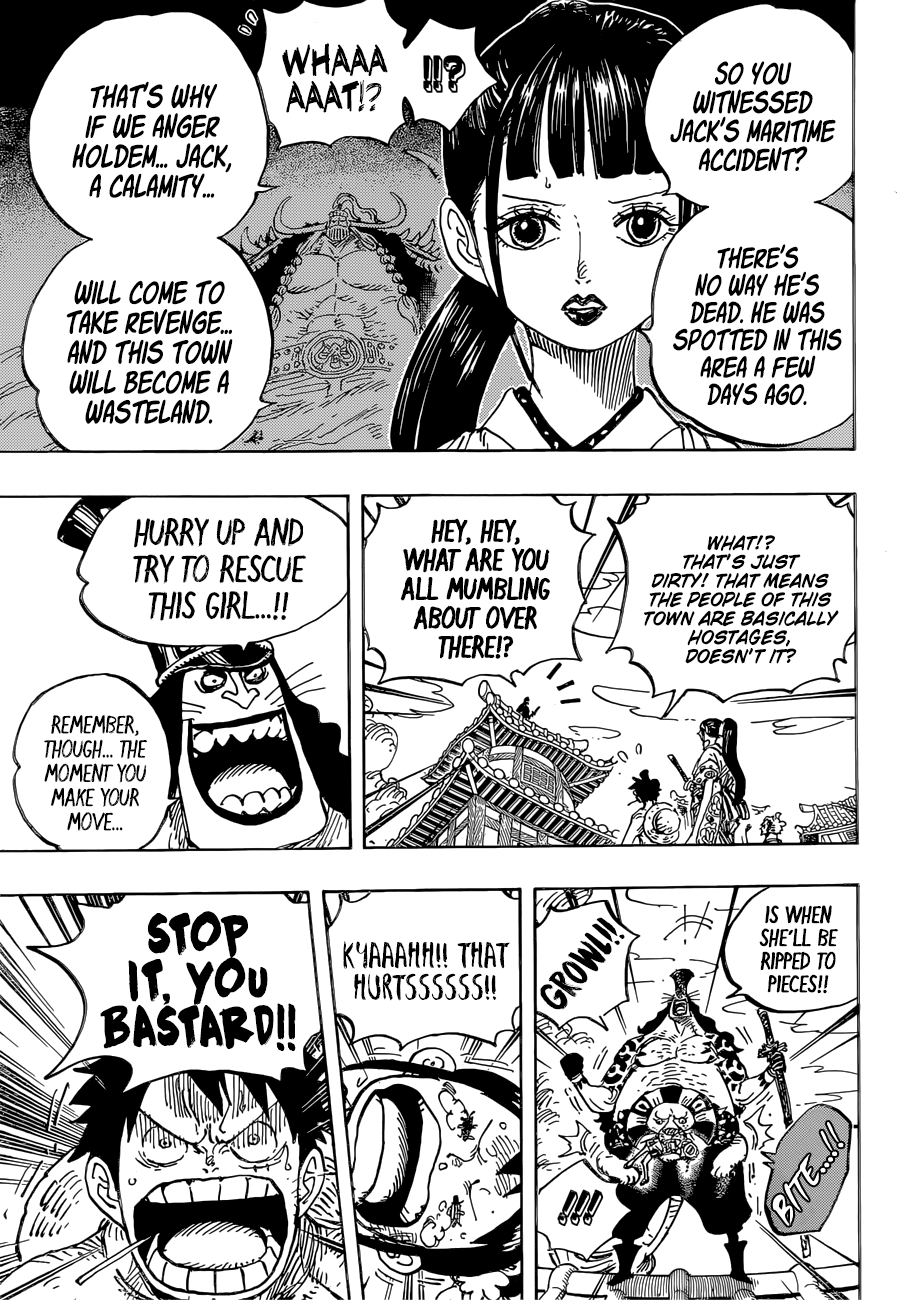 SO YOU
WITNESSED
JACK'S MARITIME
ACCIDENT?
THERE'S
NO WAY HE'S
DEAD. HE WAS
SPOTTED IN THIS
AREA A FEW
DAYS AGO.
!!?
WHAAA
AAAT!?
THAT'S WHY
IF WE ANGER
HOLDEM... JACK,
A CALAMITY...
WILL COME TO
TAKE REVENGE...
AND THIS TOWN
WILL BECOME A
WASTELAND.
WHAT!?
THAT'S JUST
DIRTY! THAT MEANS
THE PEOPLE OF THIS
TOWN ARE BASICALLY
HOSTAGES,
DOESN'T IT?
HEY, HEY,
WHAT ARE YOU
ALL MUMBLING
ABOUT OVER
THERE!?
HURRY UP AND
TRY TO RESCUE
THIS GIRL...!!
REMEMBER,
THOUGH... THE
MOMENT YOU
MAKE YOUR
MOVE...
IS WHEN
SHE'LL BE
RIPPED TO
PIECES!!
GROWL!!
BITE...!!
!!!
KYAAAHH!! THAT
HURTSSSSSS!!
STOP
IT, YOU
BASTARD!!